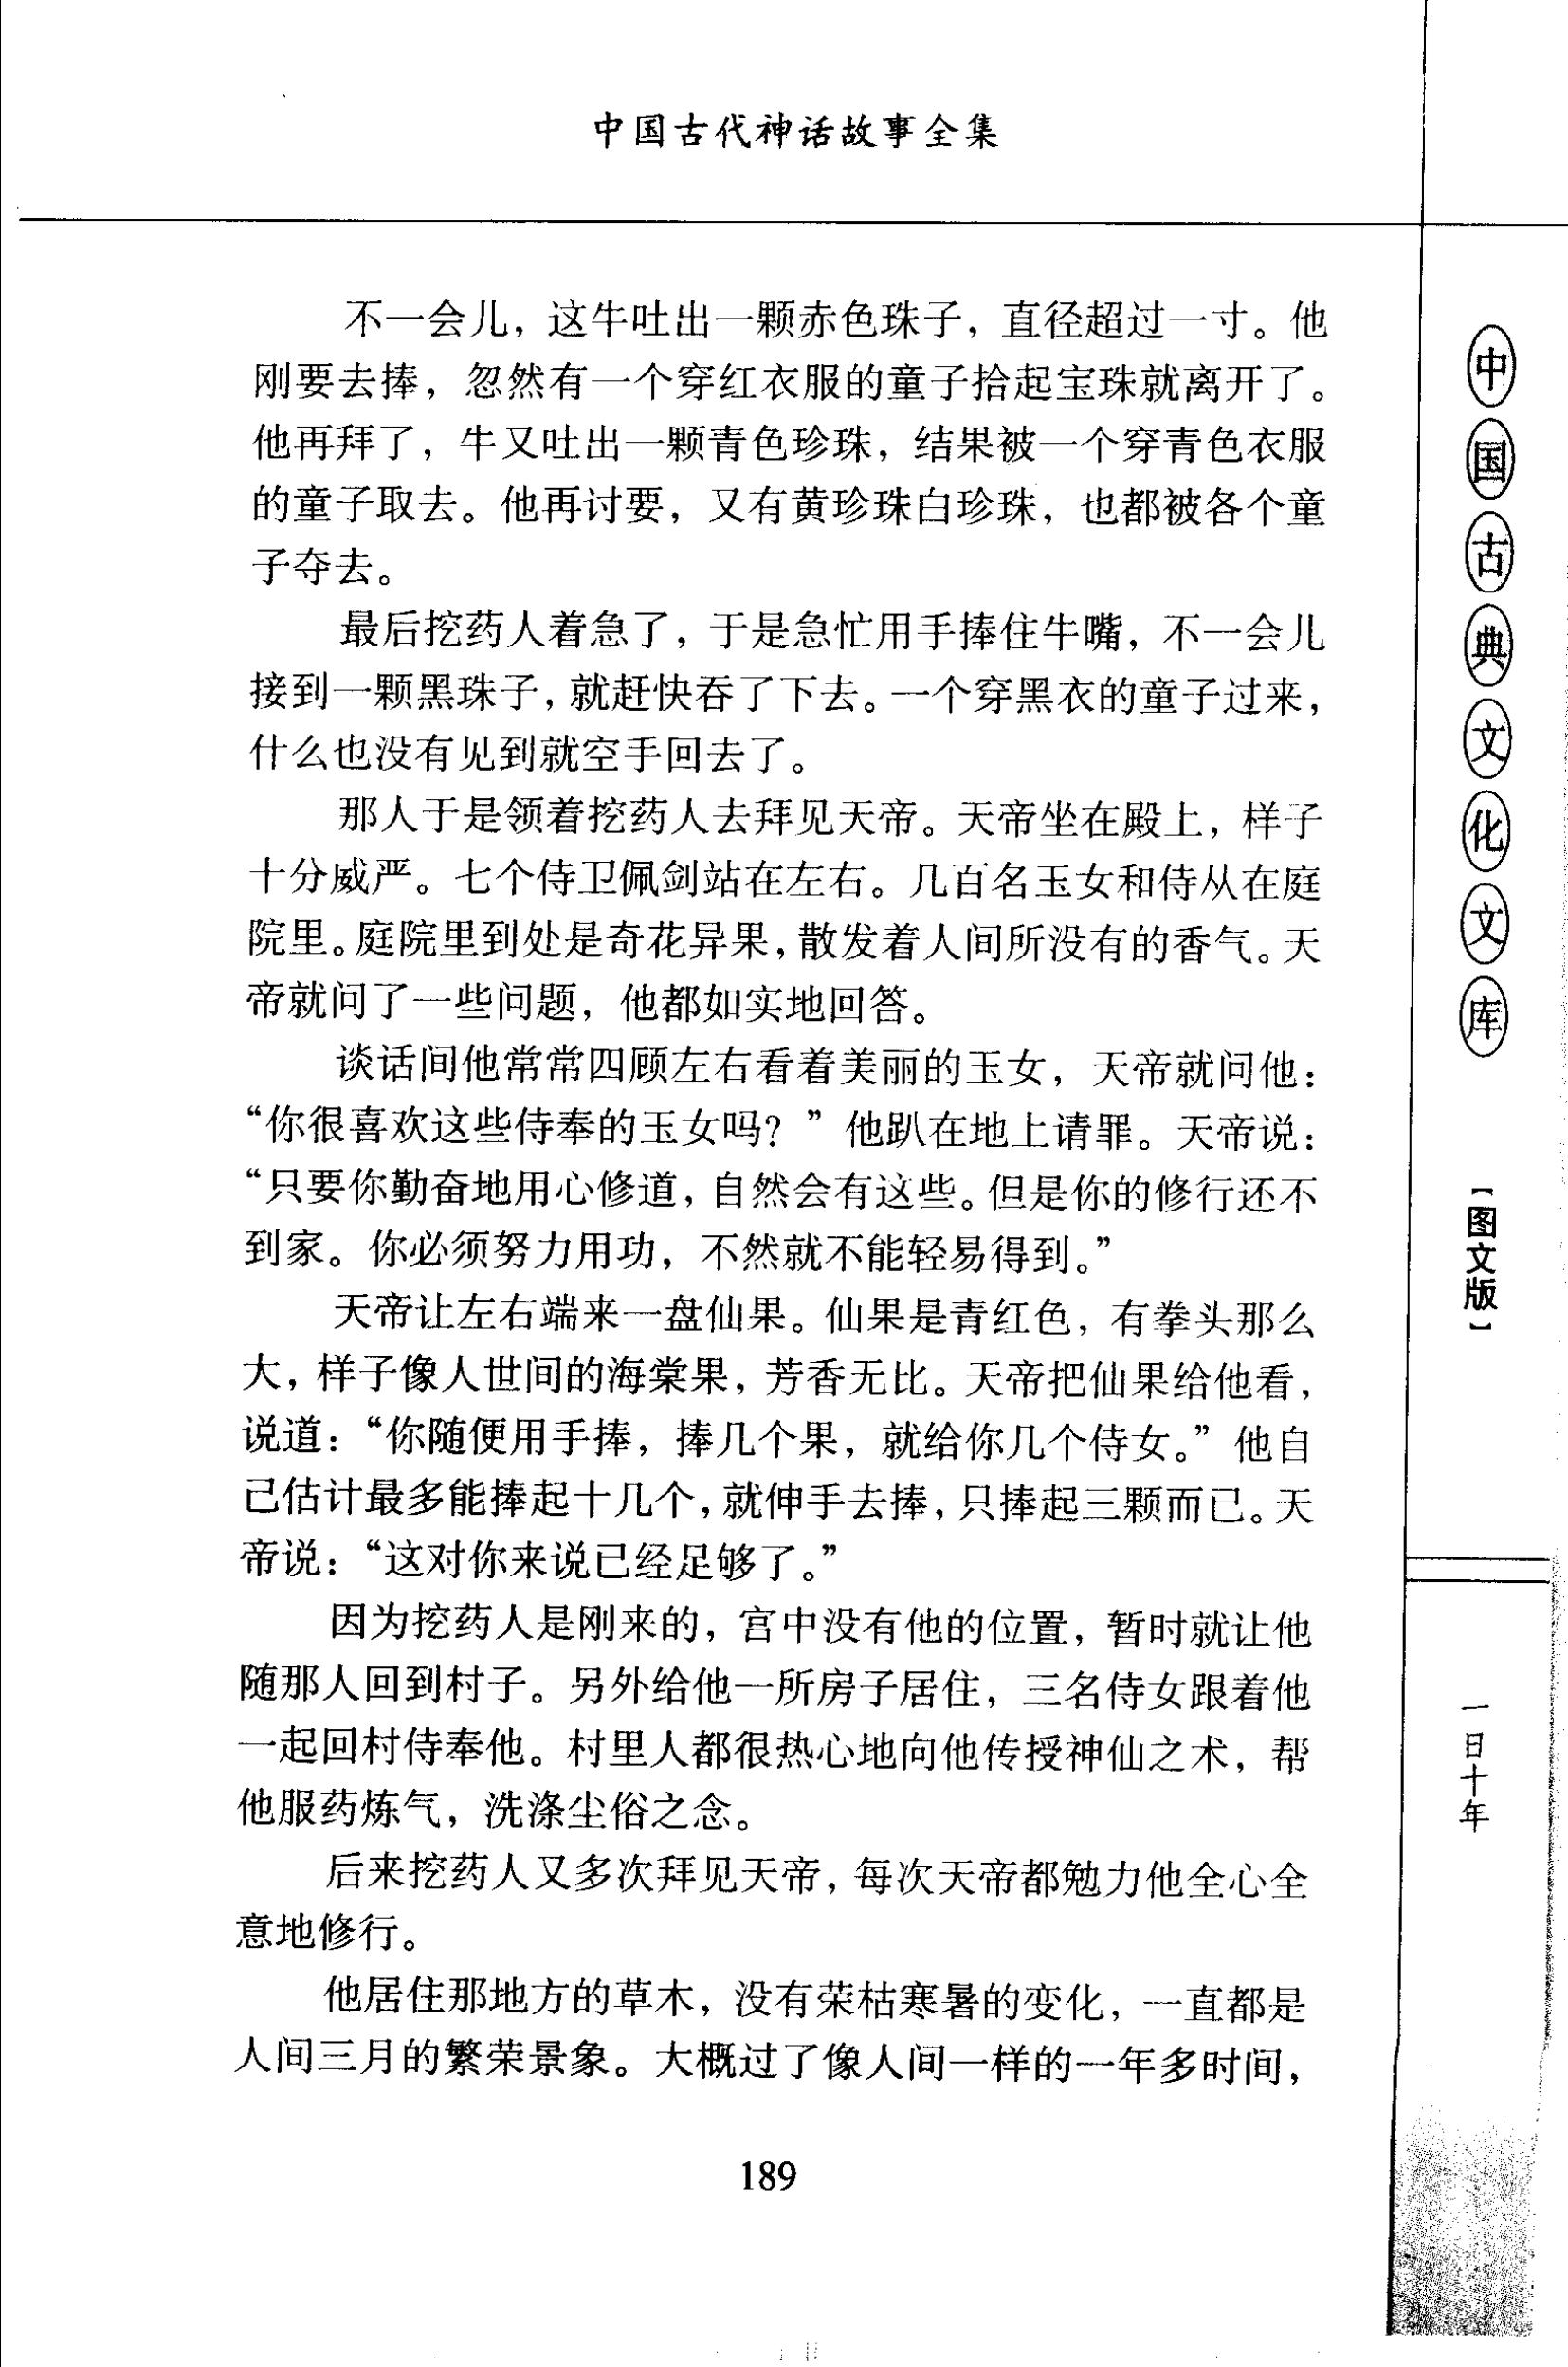 中国古代神话故事全集
不一会儿，这牛吐出一颗赤色珠子，直径超过一寸。他
刚要去捧，忽然有一个穿红衣服的童子拾起宝珠就离开了。
他再拜了，牛又吐出一颗青色珍珠，结果被一个穿青色衣服
的童子取去。他再讨要，又有黄珍珠白珍珠，也都被各个童
子夺去。
最后挖药人着急了，于是急忙用手捧住牛嘴，不一会儿
接到一颗黑珠子，就赶快吞了下去。一个穿黑衣的童子过来，
什么也没有见到就空手回去了。
那人于是领着挖药人去拜见天帝。天帝坐在殿上，样子
十分威严。七个侍卫佩剑站在左右。几百名玉女和侍从在庭
院里。庭院里到处是奇花异果，散发着人间所没有的香气。天
帝就问了一些问题，他都如实地回答。
谈话间他常常四顾左右看着美丽的玉女，天帝就问他：
“你很喜欢这些侍奉的玉女吗？”他趴在地上请罪。天帝说：
“只要你勤奋地用心修道，自然会有这些。但是你的修行还不
到家。你必须努力用功，不然就不能轻易得到。”
天帝让左右端来一盘仙果。仙果是青红色，有拳头那么
大，样子像人世间的海棠果，芳香无比。天帝把仙果给他看，
说道：“你随便用手捧，捧几个果，就给你几个侍女。”他自
己估计最多能捧起十几个，就伸手去捧，只捧起三颗而已。天
帝说：“这对你来说已经足够了。”
因为挖药人是刚来的，宫中没有他的位置，暂时就让他
随那人回到村子。另外给他一所房子居住，三名侍女跟着他
一起回村侍奉他。村里人都很热心地向他传授神仙之术，帮
他服药炼气，洗涤尘俗之念。
后来挖药人又多次拜见天帝，每次天帝都勉力他全心全
意地修行。
他居住那地方的草木，没有荣枯寒暑的变化，一直都是
人间三月的繁荣景象。大概过了像人间一样的一年多时间，
189
中国古典文化文库
【图文版】
一日十年